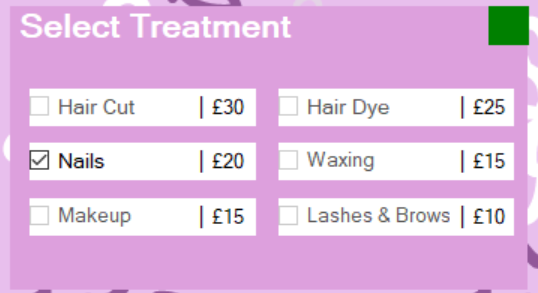 Select Treatment
Hair Cut | £30
Hair Dye | £25
Nails | £20
Waxing | £15
Makeup | £15
Lashes & Brows | £10